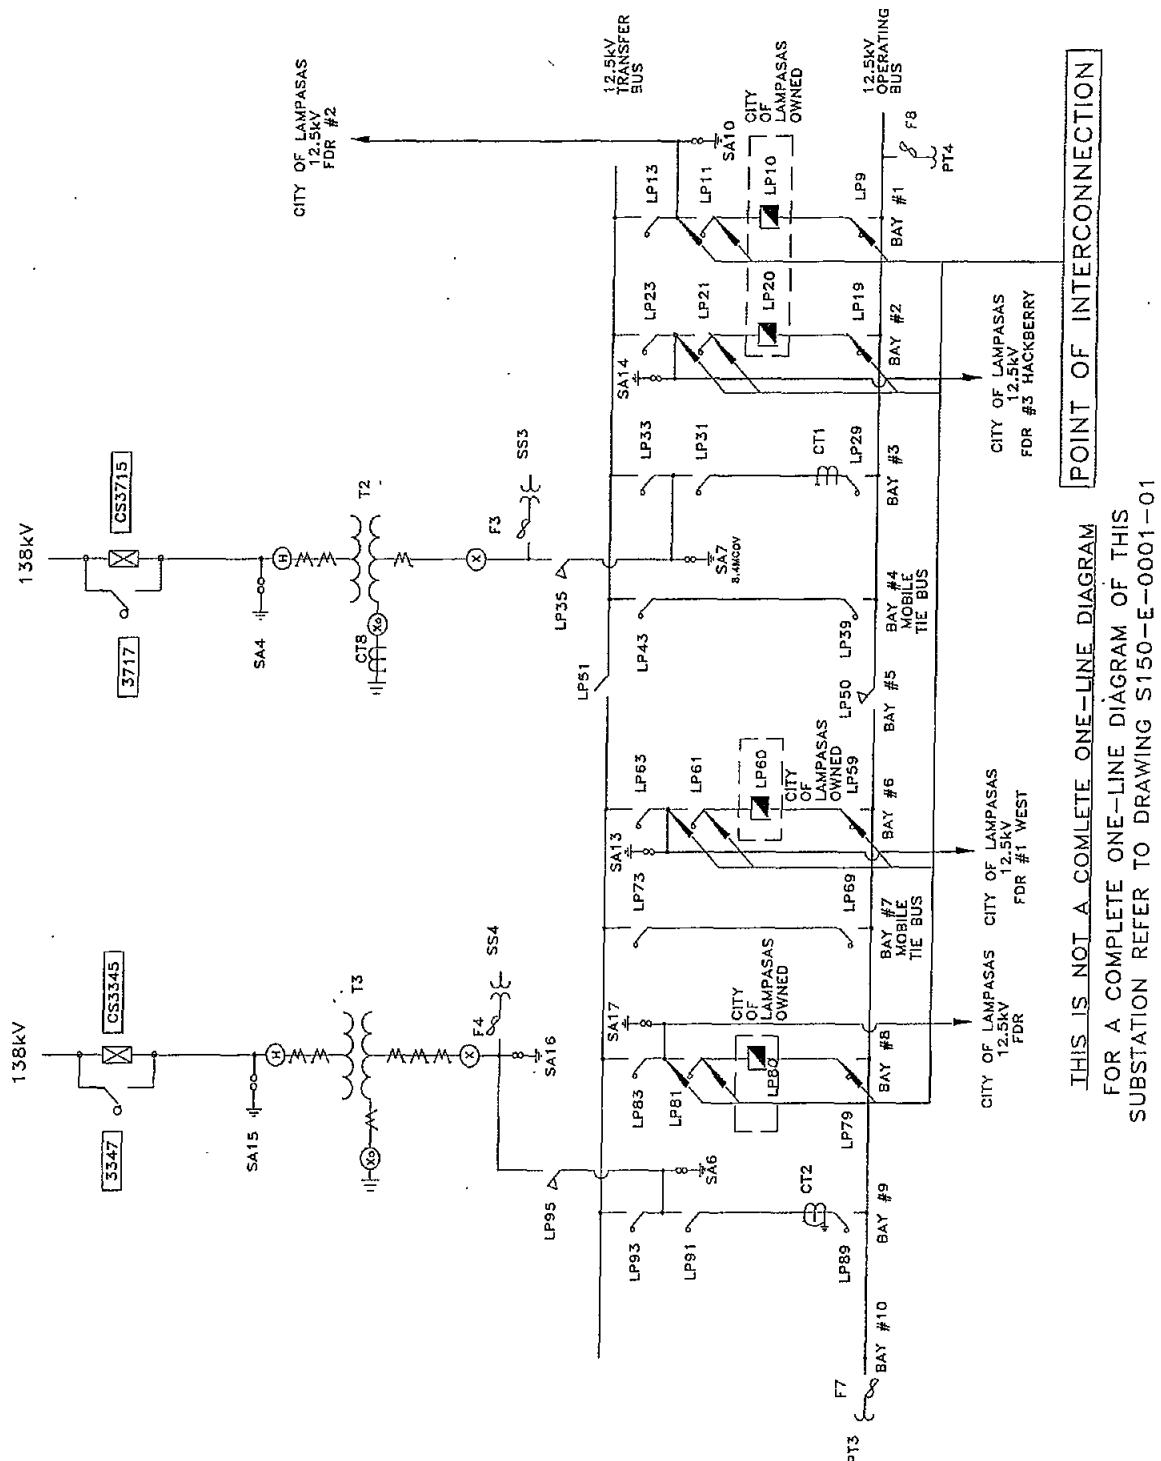 138kV
3347
CS3345
SA15
T3
Xo
H
X
F4
SS4
SA16
LP95
SA6
138kV
3717
CS3715
SA4
T2
CT8
Xo
H
X
F3
SS3
LP35
SA7
8.4MCOV
CITY OF LAMPASAS
12.5kV
FDR #2
12.5kV
TRANSFER
BUS
12.5kV
OPERATING
BUS
PT3
F7
BAY #10
LP93
LP91
CT2
LP89
BAY #9
SA17
LP83
LP81
CITY
OF
LAMPASAS
OWNED
LP80
LP79
BAY #8
CITY OF LAMPASAS
12.5kV
FDR
LP73
LP69
BAY #7
MOBILE
TIE BUS
SA13
LP63
LP61
LP60
CITY
OF
LAMPASAS
OWNED
LP59
BAY #6
CITY OF LAMPASAS
12.5kV
FDR #1 WEST
LP51
LP50
BAY #5
LP43
LP39
BAY #4
MOBILE
TIE BUS
LP33
LP31
CT1
LP29
BAY #3
SA14
LP23
LP21
LP20
LP19
BAY #2
CITY OF LAMPASAS
12.5kV
FDR #3 HACKBERRY
SA10
LP13
LP11
LP10
CITY
OF
LAMPASAS
OWNED
LP9
BAY #1
F8
PT4
POINT OF INTERCONNECTION
THIS IS NOT A COMLETE ONE-LINE DIAGRAM
FOR A COMPLETE ONE-LINE DIAGRAM OF THIS
SUBSTATION REFER TO DRAWING S150-E-0001-01